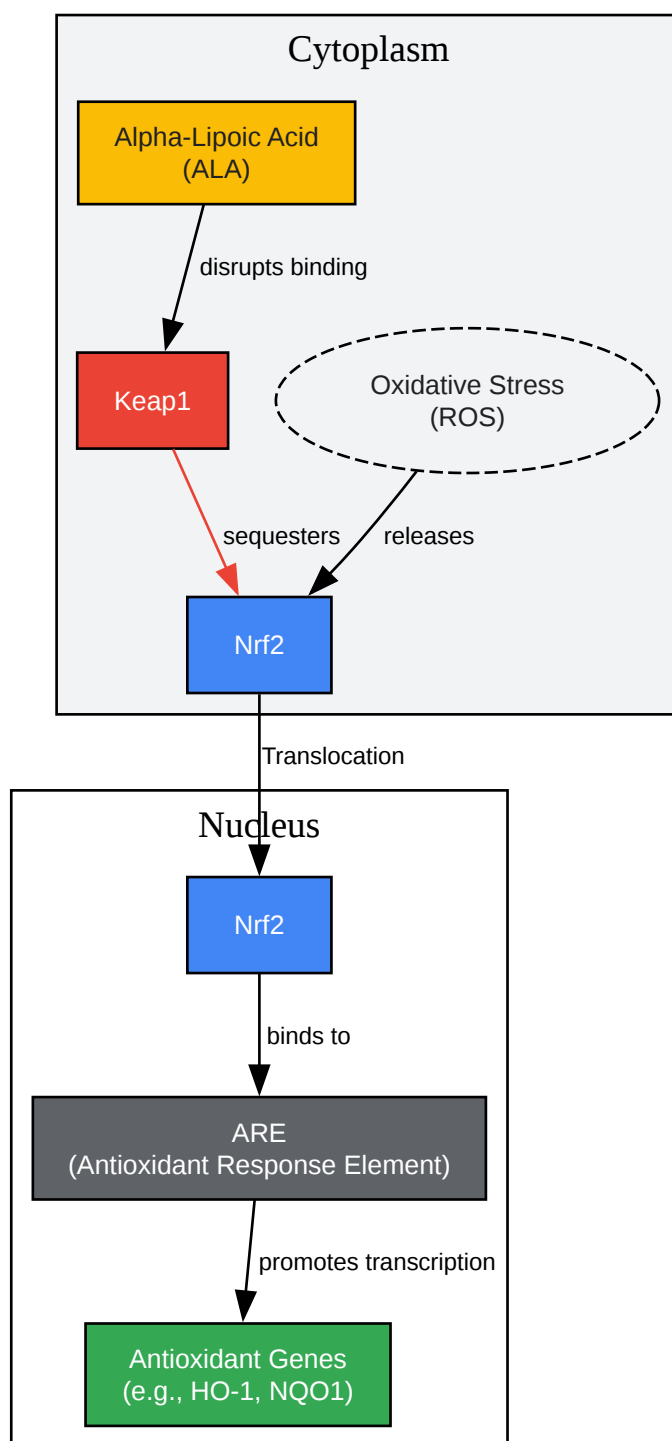 Cytoplasm
Alpha-Lipoic Acid
(ALA)
disrupts binding
Keap1
Oxidative Stress
(ROS)
sequesters
releases
Nrf2
Translocation
Nucleus
Nrf2
binds to
ARE
(Antioxidant Response Element)
promotes transcription
Antioxidant Genes
(e.g., HO-1, NQO1)